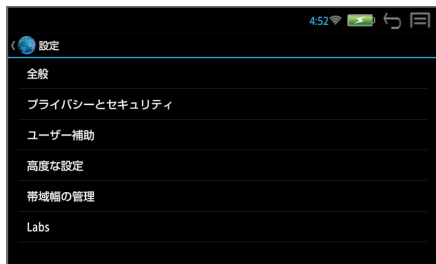 4:52
設定
全般
プライバシーとセキュリティ
ユーザー補助
高度な設定
帯域幅の管理
Labs